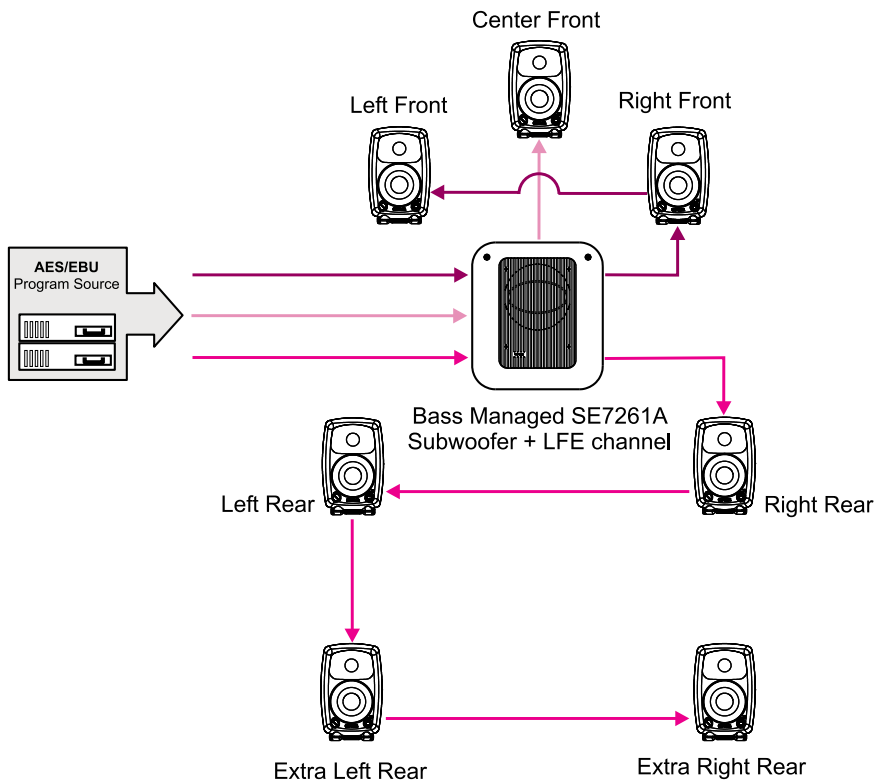 Center Front
Left Front
Right Front
AES/EBU
Program Source
Bass Managed SE7261A
Subwoofer + LFE channel
Left Rear
Right Rear
Extra Left Rear
Extra Right Rear